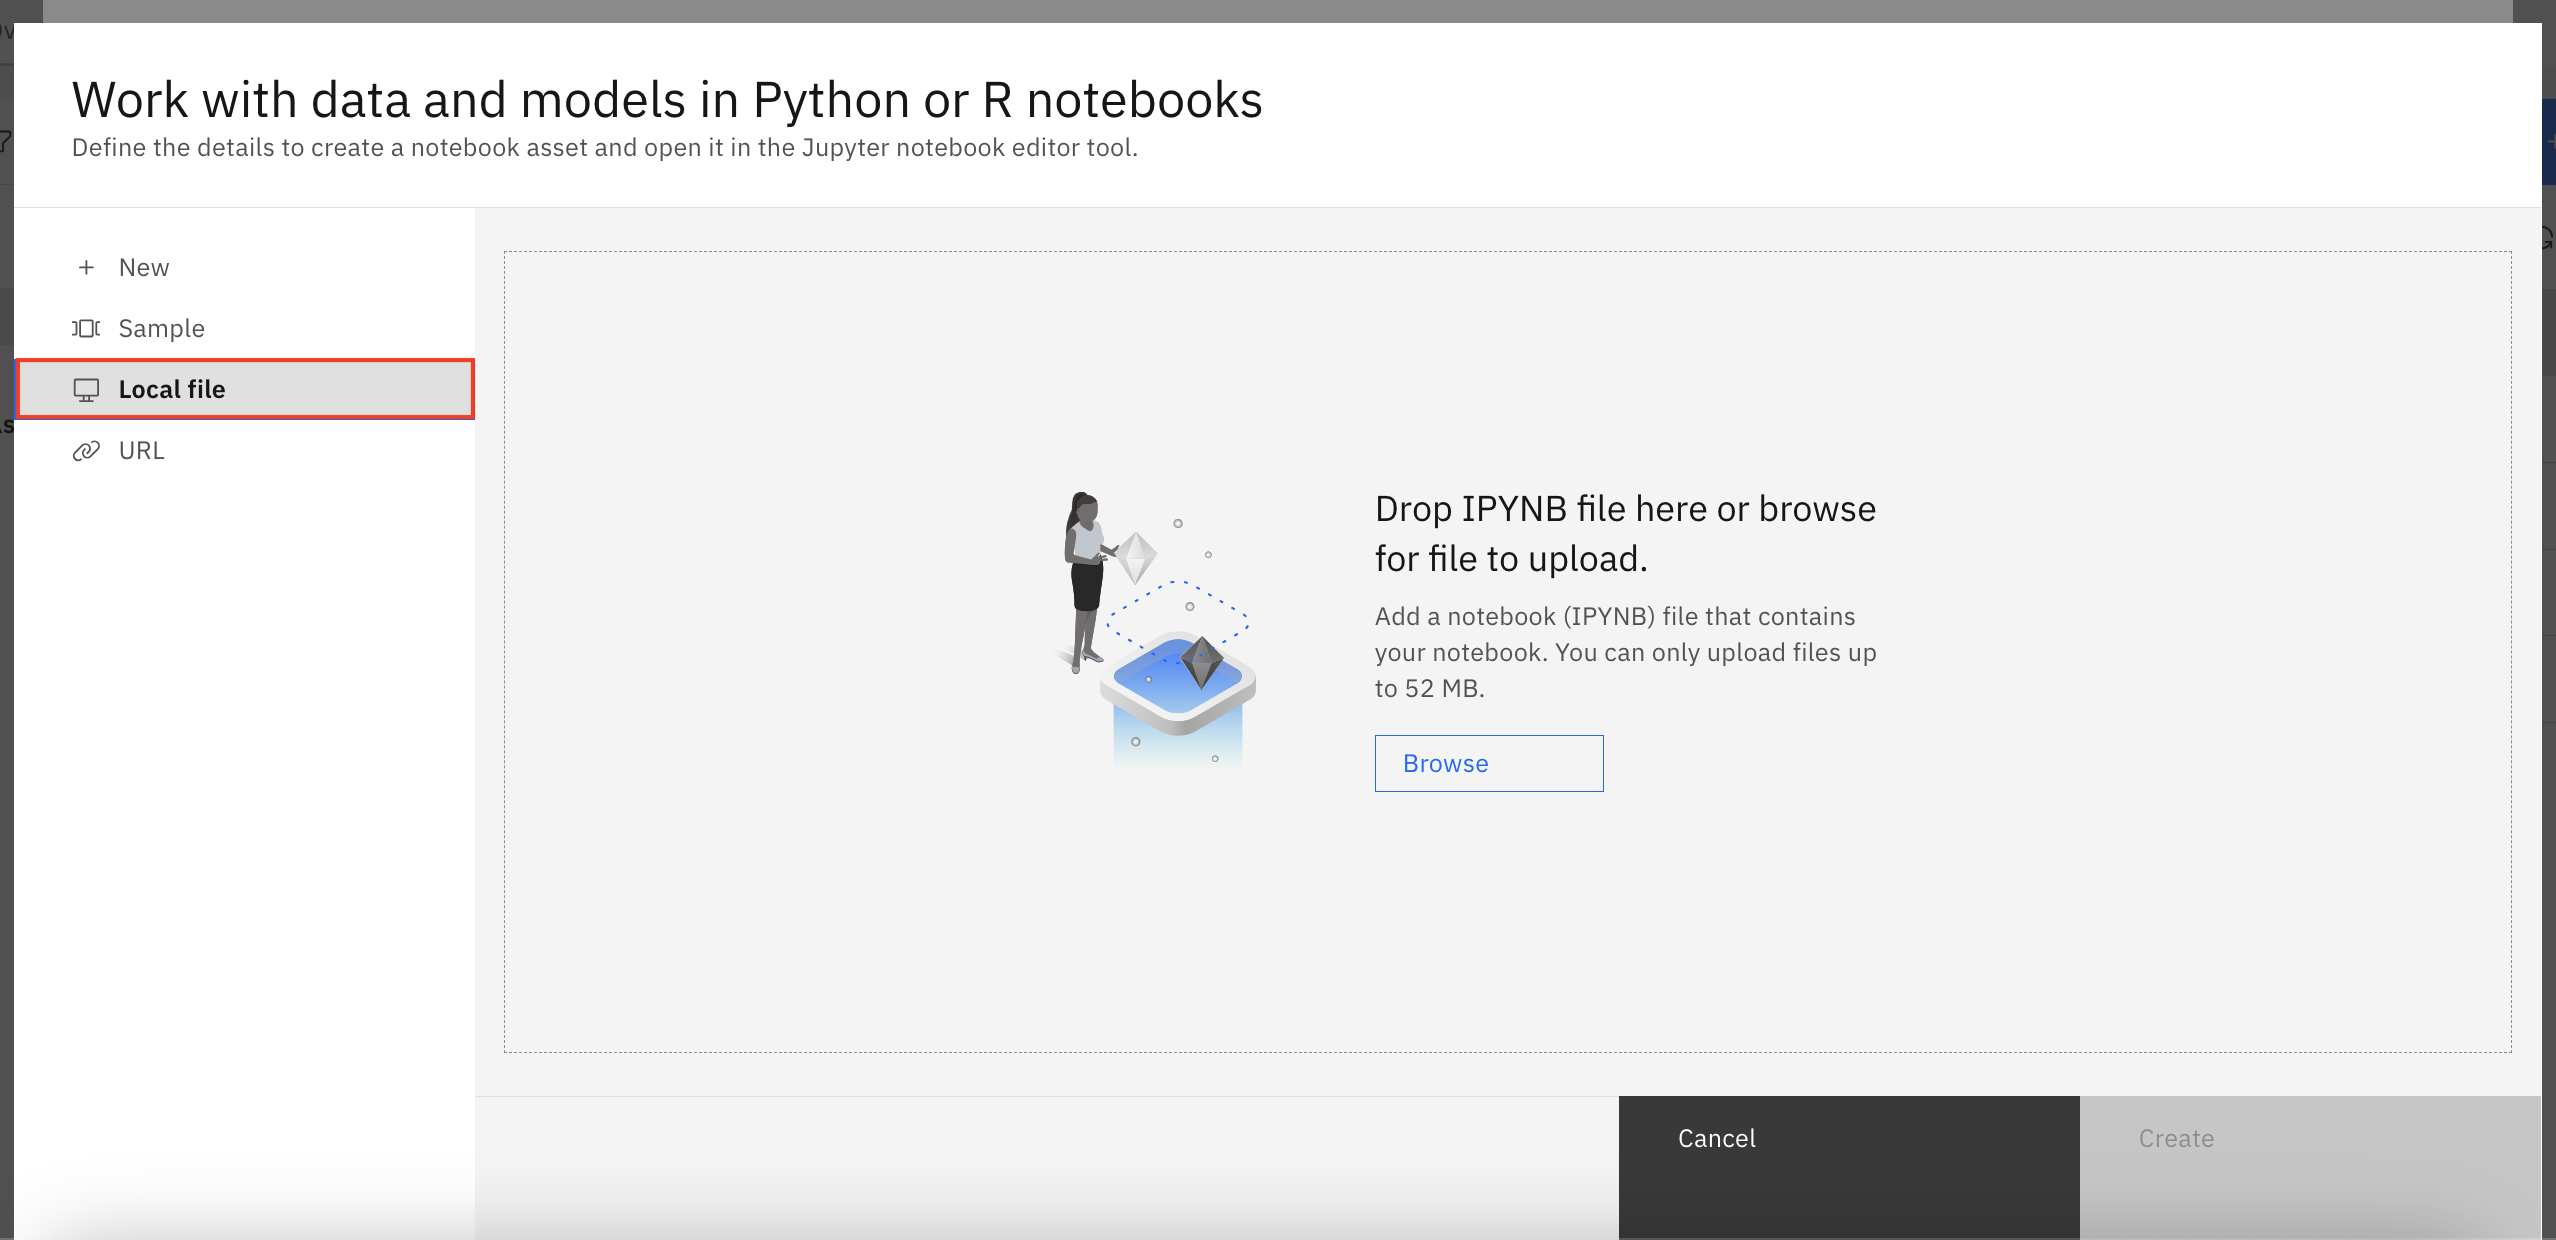 Work with data and models in Python or R notebooks
Define the details to create a notebook asset and open it in the Jupyter notebook editor tool.
New
Sample
Local file
URL
Drop IPYNB file here or browse
for file to upload.
Add a notebook (IPYNB) file that contains
your notebook. You can only upload files up
to 52 MB.
Browse
Cancel
Create